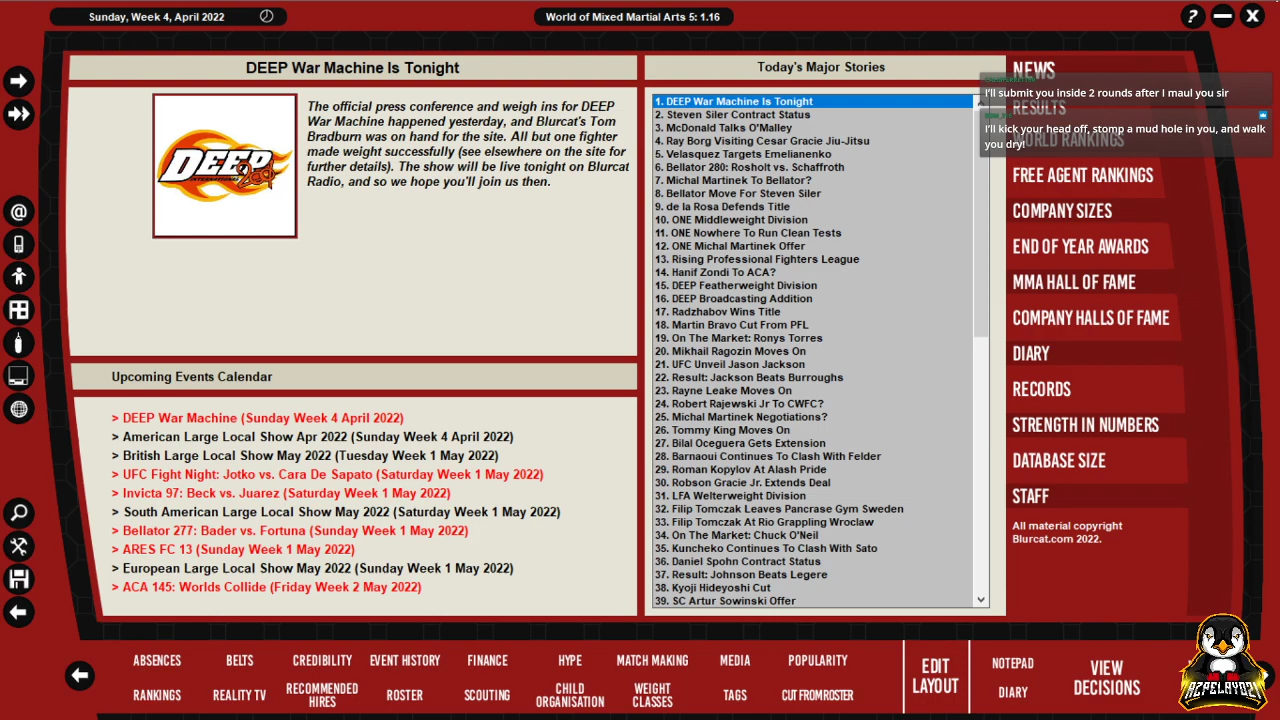 Sunday, Week 4, April 2022
World of Mixed Martial Arts 5: 1.16
?
X
DEEP War Machine Is Tonight
The official press conference and weigh ins for DEEP
War Machine happened yesterday, and Blurcat's Tom
Bradburn was on hand for the site. All but one fighter
made weight successfully (see elsewhere on the site for
further details). The show will be live tonight on Blurcat
Radio, and so we hope you'll join us then.
DEEP
Upcoming Events Calendar
> DEEP War Machine (Sunday Week 4 April 2022)
> American Large Local Show Apr 2022 (Sunday Week 4 April 2022)
> British Large Local Show May 2022 (Tuesday Week 1 May 2022)
> UFC Fight Night: Jotko vs. Cara De Sapato (Saturday Week 1 May 2022)
> Invicta 97: Beck vs. Juarez (Saturday Week 1 May 2022)
> South American Large Local Show May 2022 (Saturday Week 1 May 2022)
> Bellator 277: Bader vs. Fortuna (Sunday Week 1 May 2022)
> ARES FC 13 (Sunday Week 1 May 2022)
> European Large Local Show May 2022 (Sunday Week 1 May 2022)
> ACA 145: Worlds Collide (Friday Week 2 May 2022)
Today's Major Stories
1. DEEP War Machine Is Tonight
2. Steven Siler Contract Status
3. McDonald Talks O'Malley
4. Ray Borg Visiting Cesar Gracie Jiu-Jitsu
5. Velasquez Targets Emelianenko
6. Bellator 280: Rosholt vs. Schaffroth
7. Michal Martinek To Bellator?
8. Bellator Move For Steven Siler
9. de la Rosa Defends Title
10. ONE Middleweight Division
11. ONE Nowhere To Run Clean Tests
12. ONE Michal Martinek Offer
13. Rising Professional Fighters League
14. Hanif Zondi To ACA?
15. DEEP Featherweight Division
16. DEEP Broadcasting Addition
17. Radzhabov Wins Title
18. Martin Bravo Cut From PFL
19. On The Market: Ronys Torres
20. Mikhail Ragozin Moves On
21. UFC Unveil Jason Jackson
22. Result: Jackson Beats Burroughs
23. Rayne Leake Moves On
24. Robert Rajewski Jr To CWFC?
25. Michal Martinek Negotiations?
26. Tommy King Moves On
27. Bilal Oceguera Gets Extension
28. Barnaoui Continues To Clash With Felder
29. Roman Kopylov At Alash Pride
30. Robson Gracie Jr. Extends Deal
31. LFA Welterweight Division
32. Filip Tomczak Leaves Pancrase Gym Sweden
33. Filip Tomczak At Rio Grappling Wroclaw
34. On The Market: Chuck O'Neil
35. Kuncheko Continues To Clash With Sato
36. Daniel Spohn Contract Status
37. Result: Johnson Beats Legere
38. Kyoji Hideyoshi Cut
39. SC Artur Sowinski Offer
NEWS
I'll submit you inside 2 rounds after I maul you sir
RESULTS
I'll kick your head off, stomp a mud hole in you, and walk
you dry!
WORLD RANKINGS
FREE AGENT RANKINGS
COMPANY SIZES
END OF YEAR AWARDS
MMA HALL OF FAME
COMPANY HALLS OF FAME
DIARY
RECORDS
STRENGTH IN NUMBERS
DATABASE SIZE
STAFF
All material copyright
Blurcat.com 2022.
ABSENCES
BELTS
CREDIBILITY
EVENT HISTORY
FINANCE
HYPE
MATCH MAKING
MEDIA
POPULARITY
RANKINGS
REALITY TV
RECOMMENDED
HIRES
ROSTER
SCOUTING
CHILD
ORGANISATION
WEIGHT
CLASSES
TAGS
CUT FROM ROSTER
EDIT
LAYOUT
NOTEPAD
DIARY
VIEW
DECISIONS